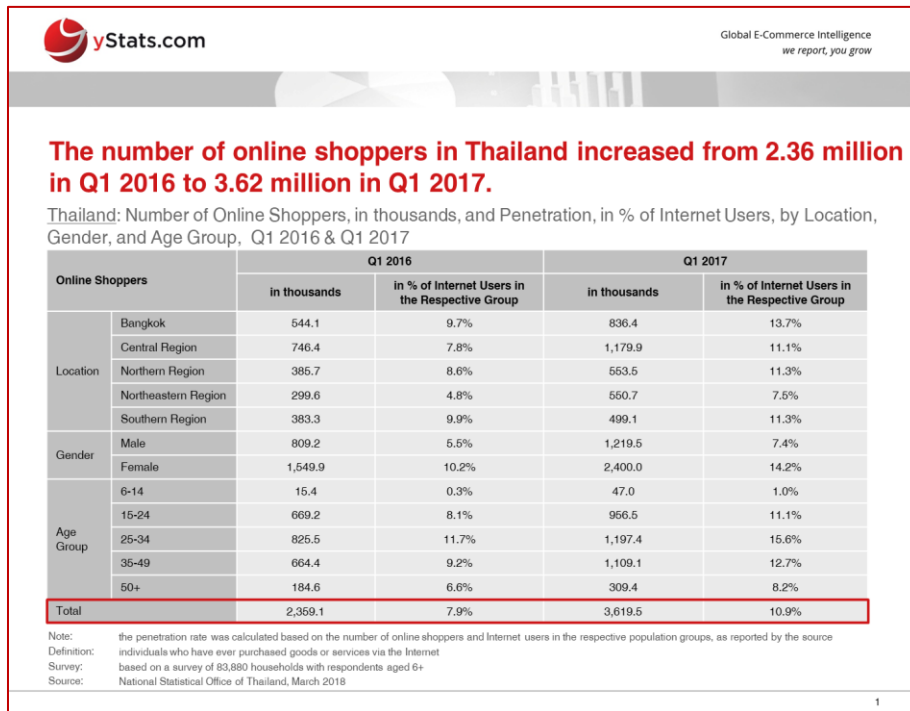 yStats.com
Global E-Commerce Intelligence
we report, you grow
The number of online shoppers in Thailand increased from 2.36 million
in Q1 2016 to 3.62 million in Q1 2017.
Thailand: Number of Online Shoppers, in thousands, and Penetration, in % of Internet Users, by Location,
Gender, and Age Group, Q1 2016 & Q1 2017
Online Shoppers Q1 2016 Q1 2017
in thousands in % of Internet Users in the Respective Group in thousands in % of Internet Users in the Respective Group
Location
Bangkok 544.1 9.7% 836.4 13.7%
Central Region 746.4 7.8% 1,179.9 11.1%
Northern Region 385.7 8.6% 553.5 11.3%
Northeastern Region 299.6 4.8% 550.7 7.5%
Southern Region 383.3 9.9% 499.1 11.3%
Gender
Male 809.2 5.5% 1,219.5 7.4%
Female 1,549.9 10.2% 2,400.0 14.2%
Age Group
6-14 15.4 0.3% 47.0 1.0%
15-24 669.2 8.1% 956.5 11.1%
25-34 825.5 11.7% 1,197.4 15.6%
35-49 664.4 9.2% 1,109.1 12.7%
50+ 184.6 6.6% 309.4 8.2%
Total 2,359.1 7.9% 3,619.5 10.9%
Note: the penetration rate was calculated based on the number of online shoppers and Internet users in the respective population groups, as reported by the source
Definition: individuals who have ever purchased goods or services via the Internet
Survey: based on a survey of 83,880 households with respondents aged 6+
Source: National Statistical Office of Thailand, March 2018
1